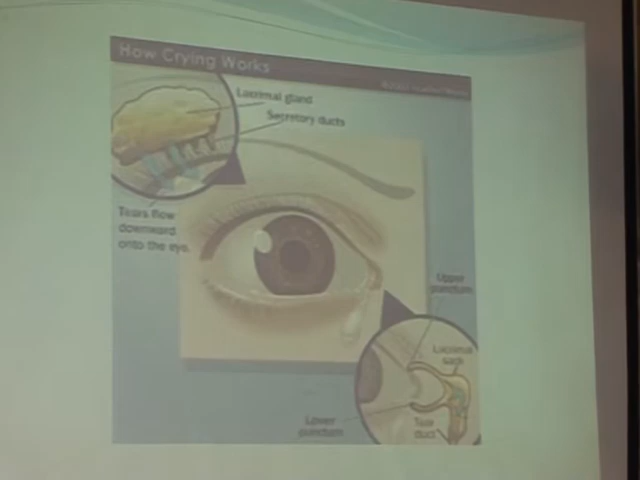 How Crying Works
Lacrimal gland
Secretory ducts
Tears flow
downward
onto the eye.
Upper
punctum
Lacrimal
sack
Lower
punctum
Tear
duct